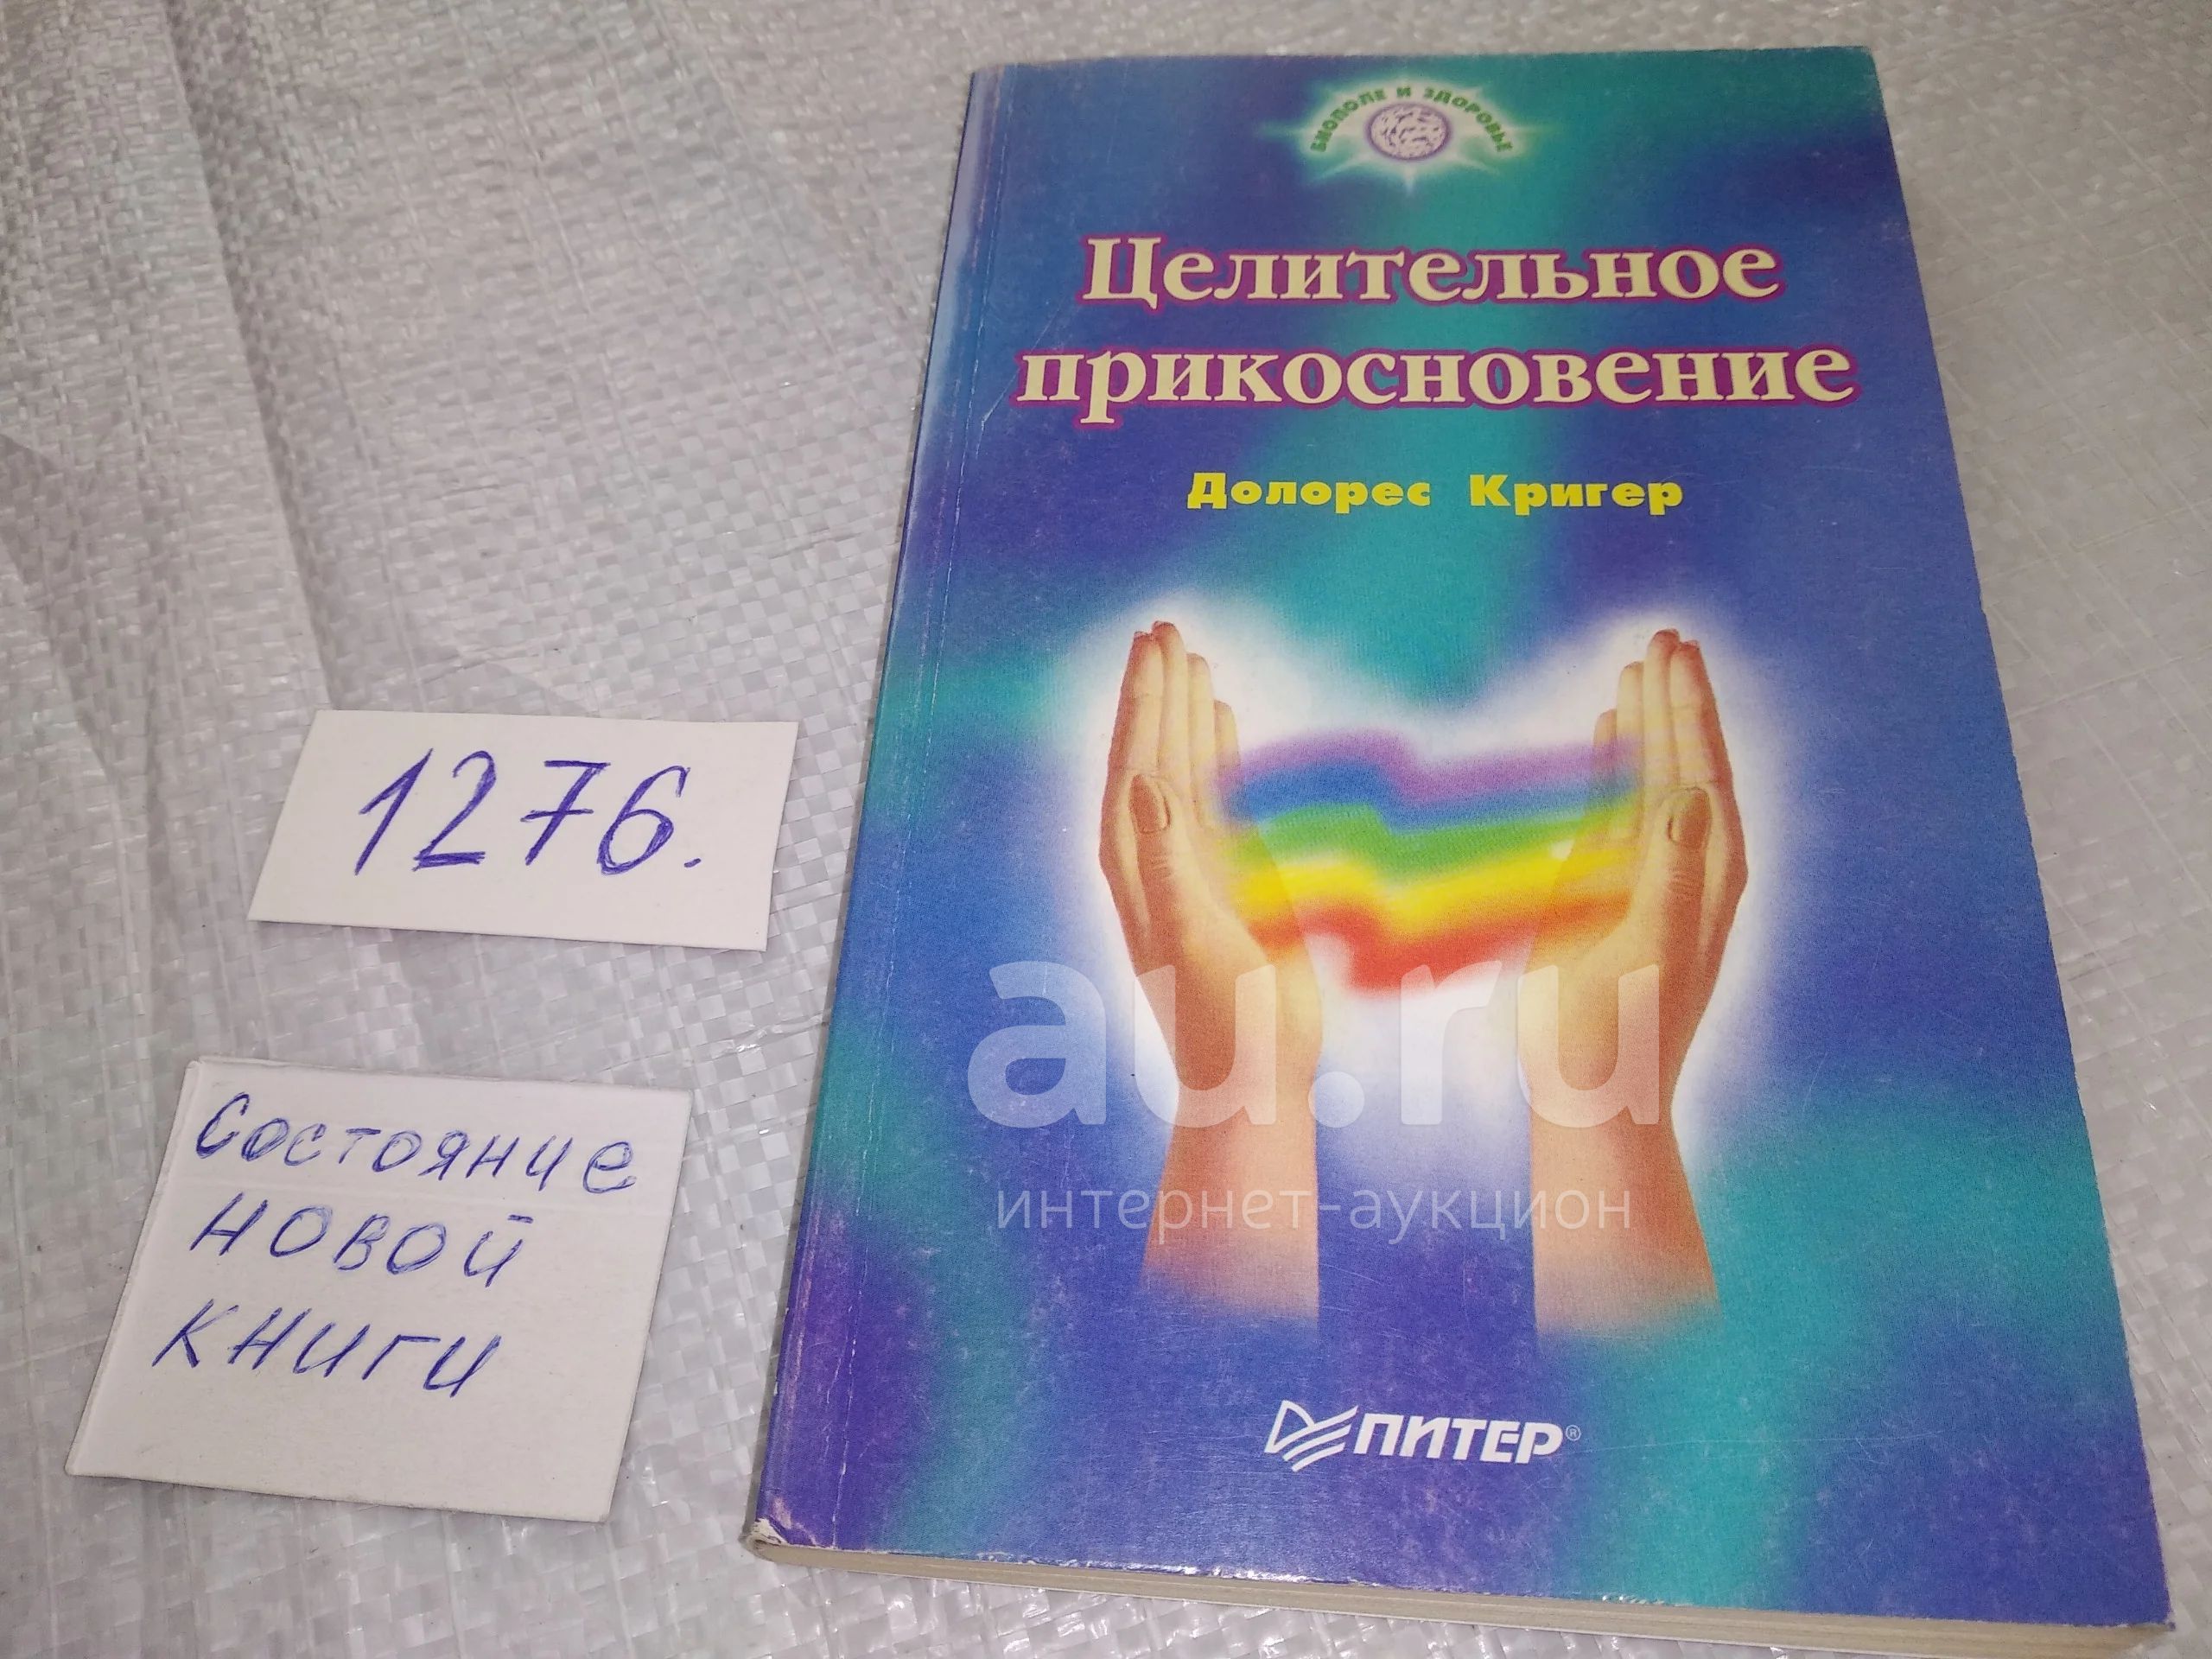 БИОПОЛЕ И ЗДОРОВЬЕ
Целительное
прикосновение
Долорес Кригер
1276.
Состояние
новой
книги
au.ru
интернет-аукцион
ПИТЕР®